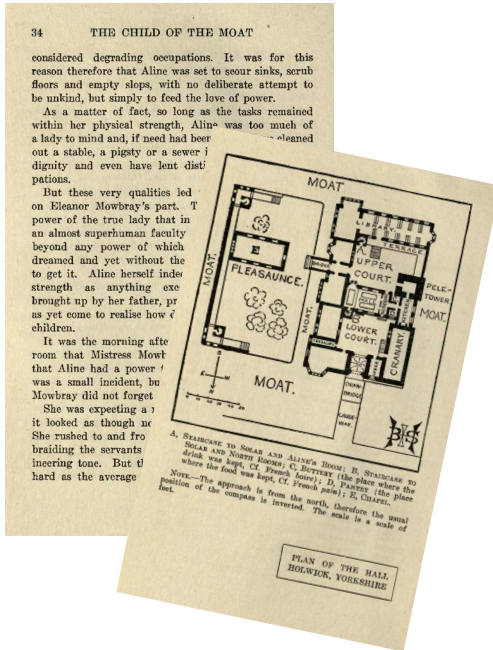 34 THE CHILD OF THE MOAT
considered degrading occupations. It was for this
reason therefore that Aline was set to scour sinks, scrub
floors and empty slops, with no deliberate attempt to
be unkind, but simply to feed the love of power.
As a matter of fact, so long as the tasks remained
within her physical strength, Aline was too much of
a lady to mind and, if need had been cleaned
out a stable, a pigsty or a sewer i
dignity and even have lent disti
pations.
But these very qualities led
on Eleanor Mowbray's part. T
power of the true lady that in
an almost superhuman faculty
beyond any power of which
dreamed and yet without the
to get it. Aline herself inde
strength as anything exc
brought up by her father, pr
as yet come to realise how
children.
It was the morning afte
room that Mistress Mowb
that Aline had a power
was a small incident, bu
Mowbray did not forget
She was expecting a
it looked as though no
She rushed to and fro
braiding the servants
ineering tone. But th
hard as the average
MOAT
LIBRARY
TERRACE
UPPER
COURT.
PELE-
TOWER
MOAT.
MOAT.
E
PLEASAUNCE.
BRIDGE
MOAT.
LOWER
COURT.
GRANARY.
MOAT.
DRAW-
BRIDGE
CAUSE-
WAY.
A, Staircase to Solar and Aline's Room; B, Staircase to
Solar and North Rooms; C, Buttery (the place where the
drink was kept, Cf. French boire); D, Pantry (the place
where the food was kept, Cf. French pain); E, Chapel.
Note.—The approach is from the north, therefore the usual
position of the compass is inverted. The scale is a scale of
feet.
PLAN OF THE HALL
HOLWICK, YORKSHIRE